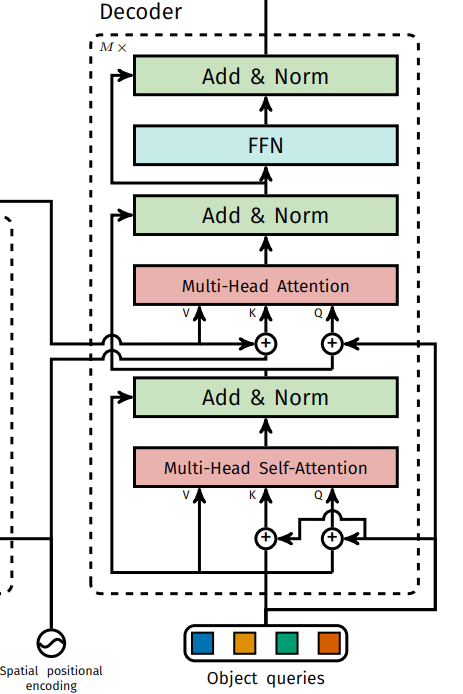 Decoder
M ×
Add & Norm
FFN
Add & Norm
Multi-Head Attention
V K Q
+ +
Add & Norm
Multi-Head Self-Attention
V K Q
+ +
Spatial positional
encoding
Object queries